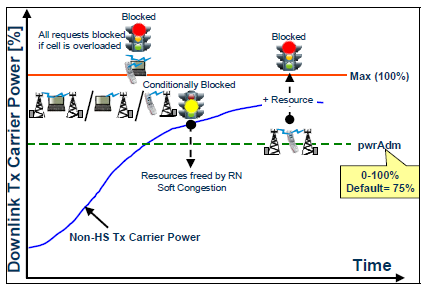 Downlink Tx Carrier Power [%]
Blocked
All requests blocked
if cell is overloaded
Blocked
Max (100%)
Conditionally Blocked
+ Resource
pwrAdm
Resources freed by RN
Soft Congestion
0-100%
Default= 75%
Non-HS Tx Carrier Power
Time